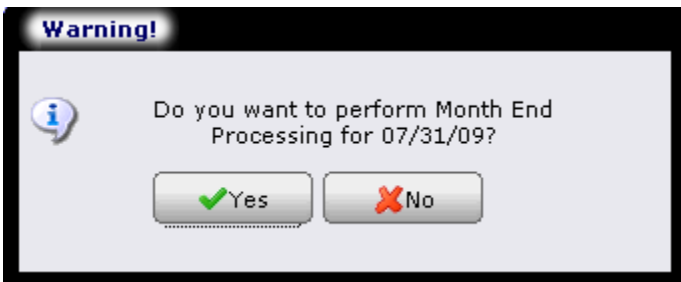 Warning!
Do you want to perform Month End
Processing for 07/31/09?
Yes
No